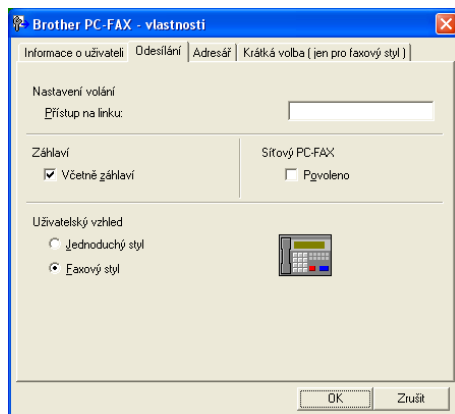 Brother PC-FAX - vlastnosti
Informace o uživateli Odesílání Adresář Krátká volba ( jen pro faxový styl )
Nastavení volání
Přístup na linku:
Záhlaví Síťový PC-FAX
Včetně záhlaví Povoleno
Uživatelský vzhled
Jednoduchý styl
Faxový styl
OK Zrušit